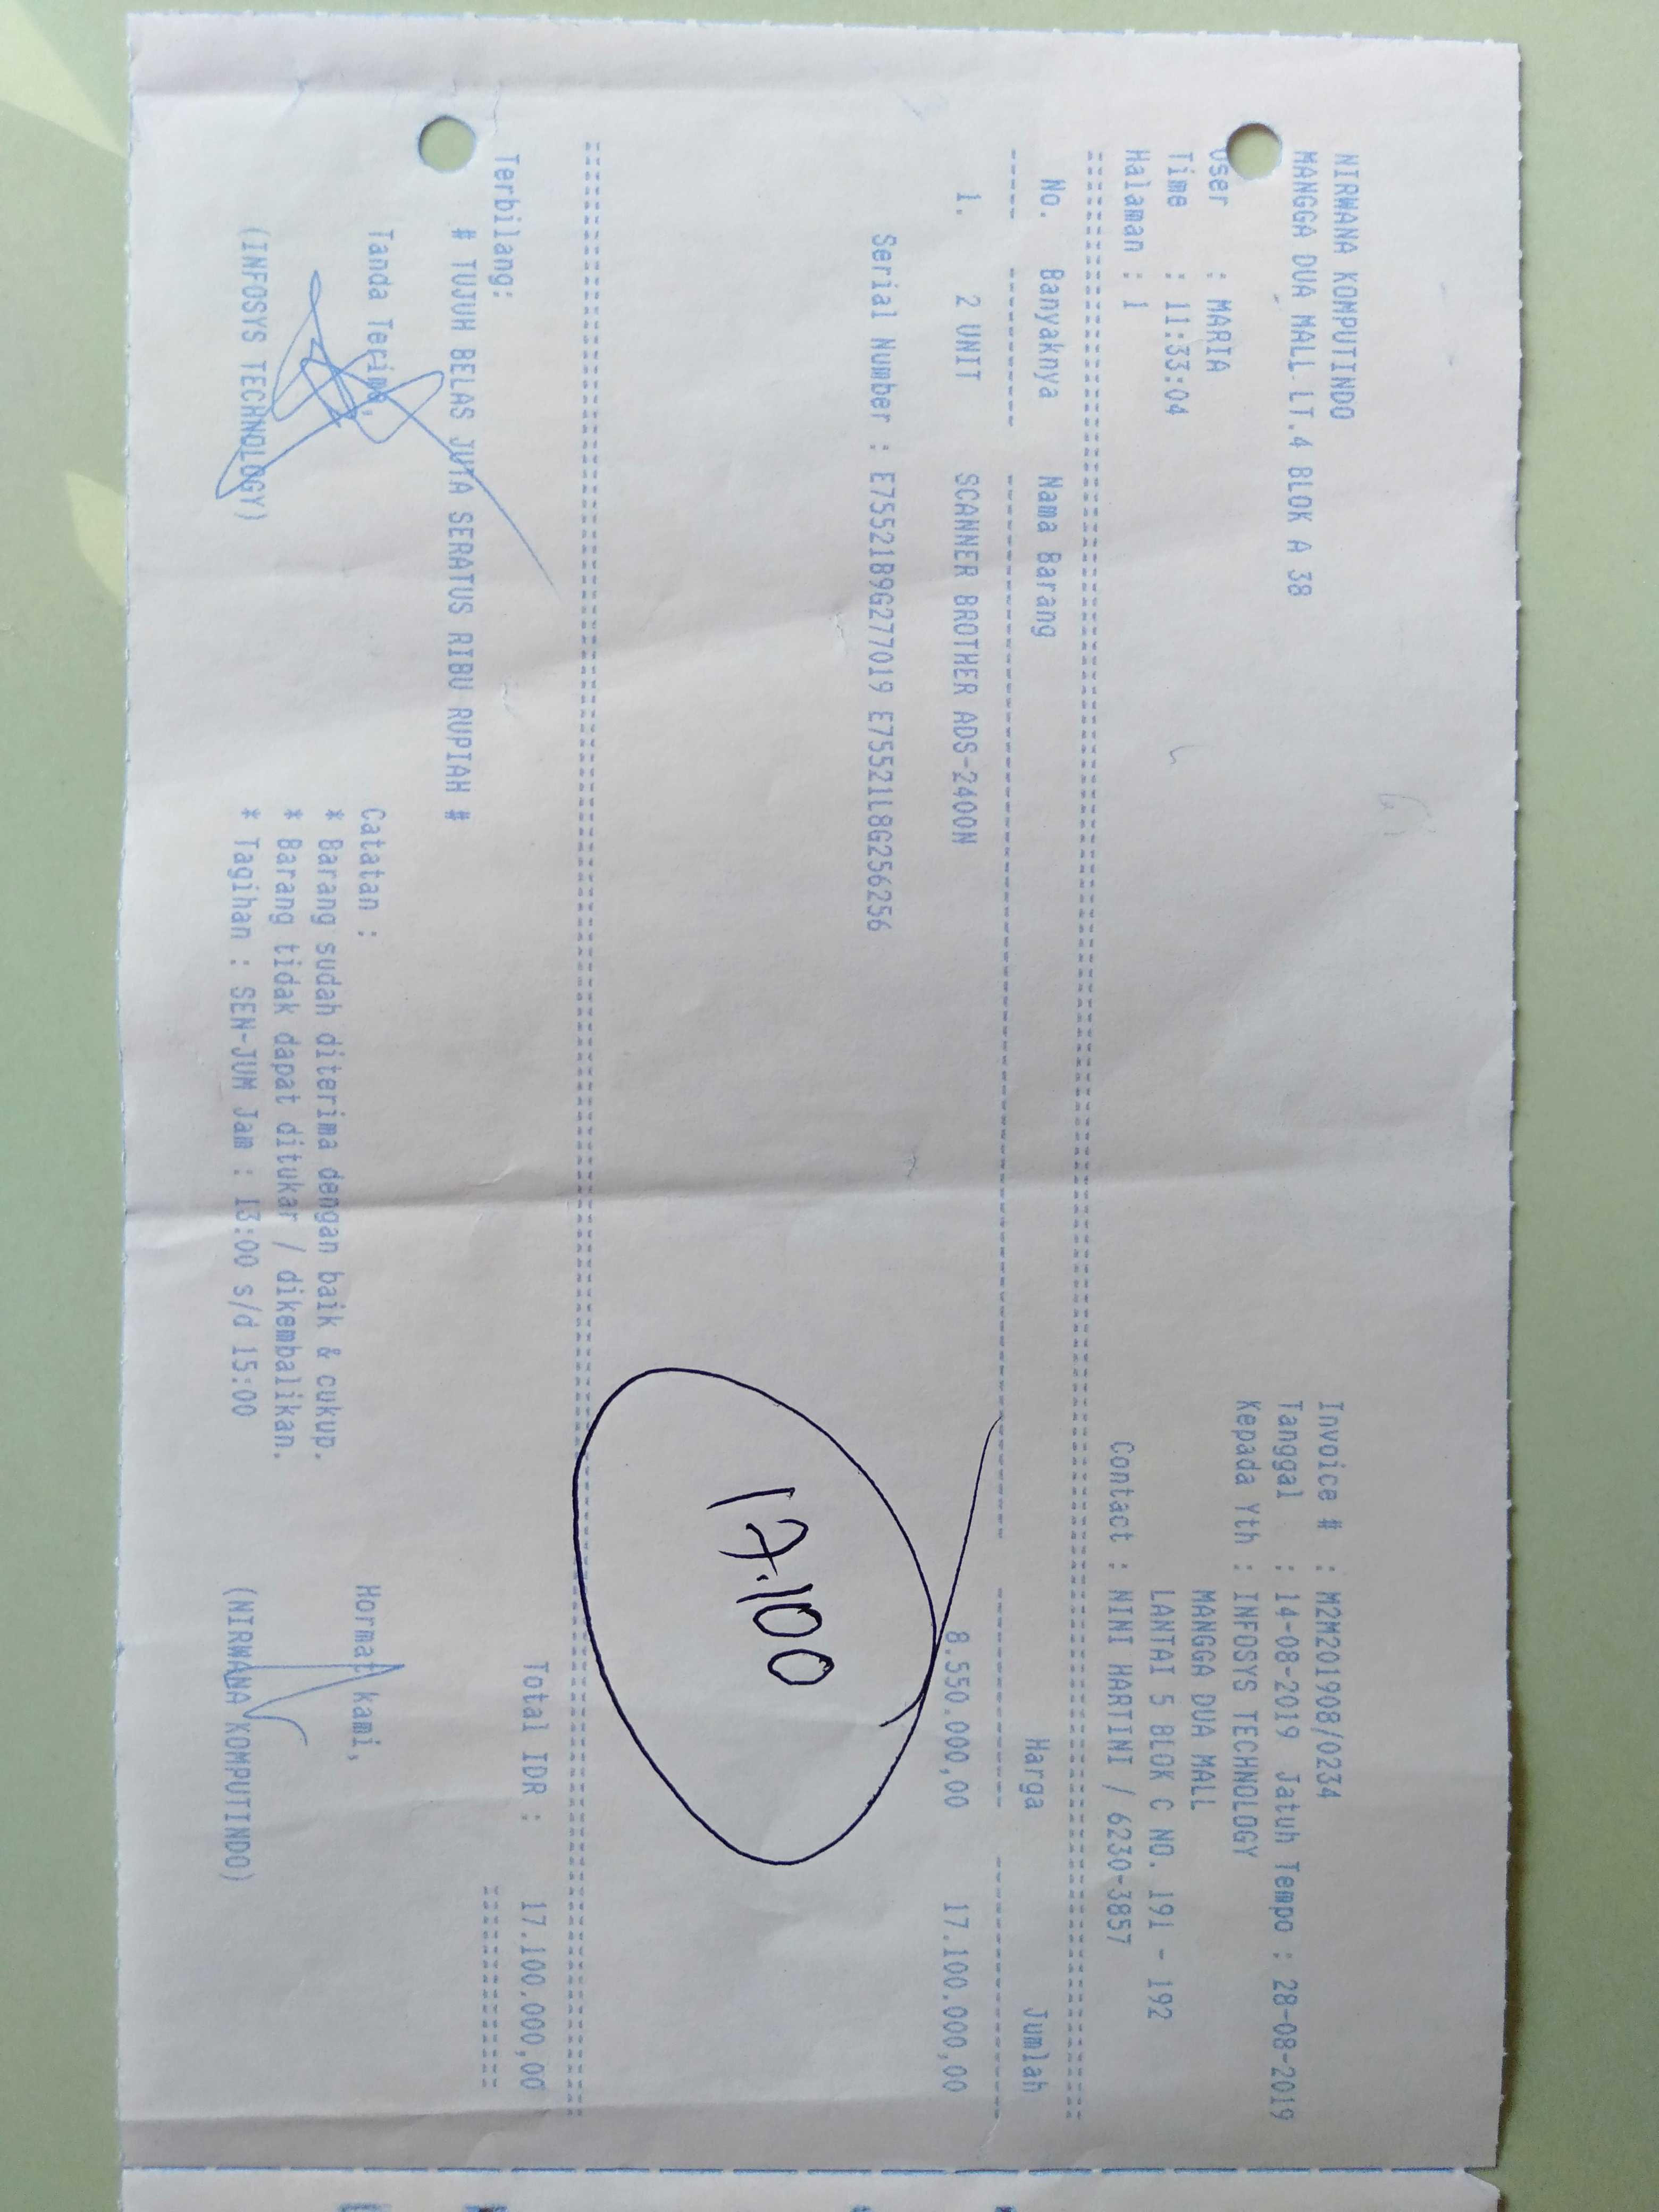 NIRWANA KOMPUTINDO
MANGGA DUA MALL LT.4 BLOK A 38
User : MARIA
Time : 11:33:04
Halaman : 1
Invoice # : M2M201908/0234
Tanggal : 14-08-2019 Jatuh Tempo : 28-08-2019
Kepada Yth : INFOSYS TECHNOLOGY
MANGGA DUA MALL
LANTAI 5 BLOK C NO. 191 - 192
Contact : NINI HARTINI / 6230-3857
No. Banyaknya Nama Barang Harga Jumlah
1. 2 UNIT SCANNER BROTHER ADS-2400N 8.550.000,00 17.100.000,00
Serial Number : E75521B9G277019 E75521L8G256256
17.100
Total IDR : 17.100.000,00
Terbilang:
# TUJUH BELAS JUTA SERATUS RIBU RUPIAH #
Tanda Terima,
(INFOSYS TECHNOLOGY)
Catatan :
* Barang sudah diterima dengan baik & cukup.
* Barang tidak dapat ditukar / dikembalikan.
* Tagihan : SEN-JUM Jam : 13:00 s/d 15:00
Hormat kami,
(NIRWANA KOMPUTINDO)